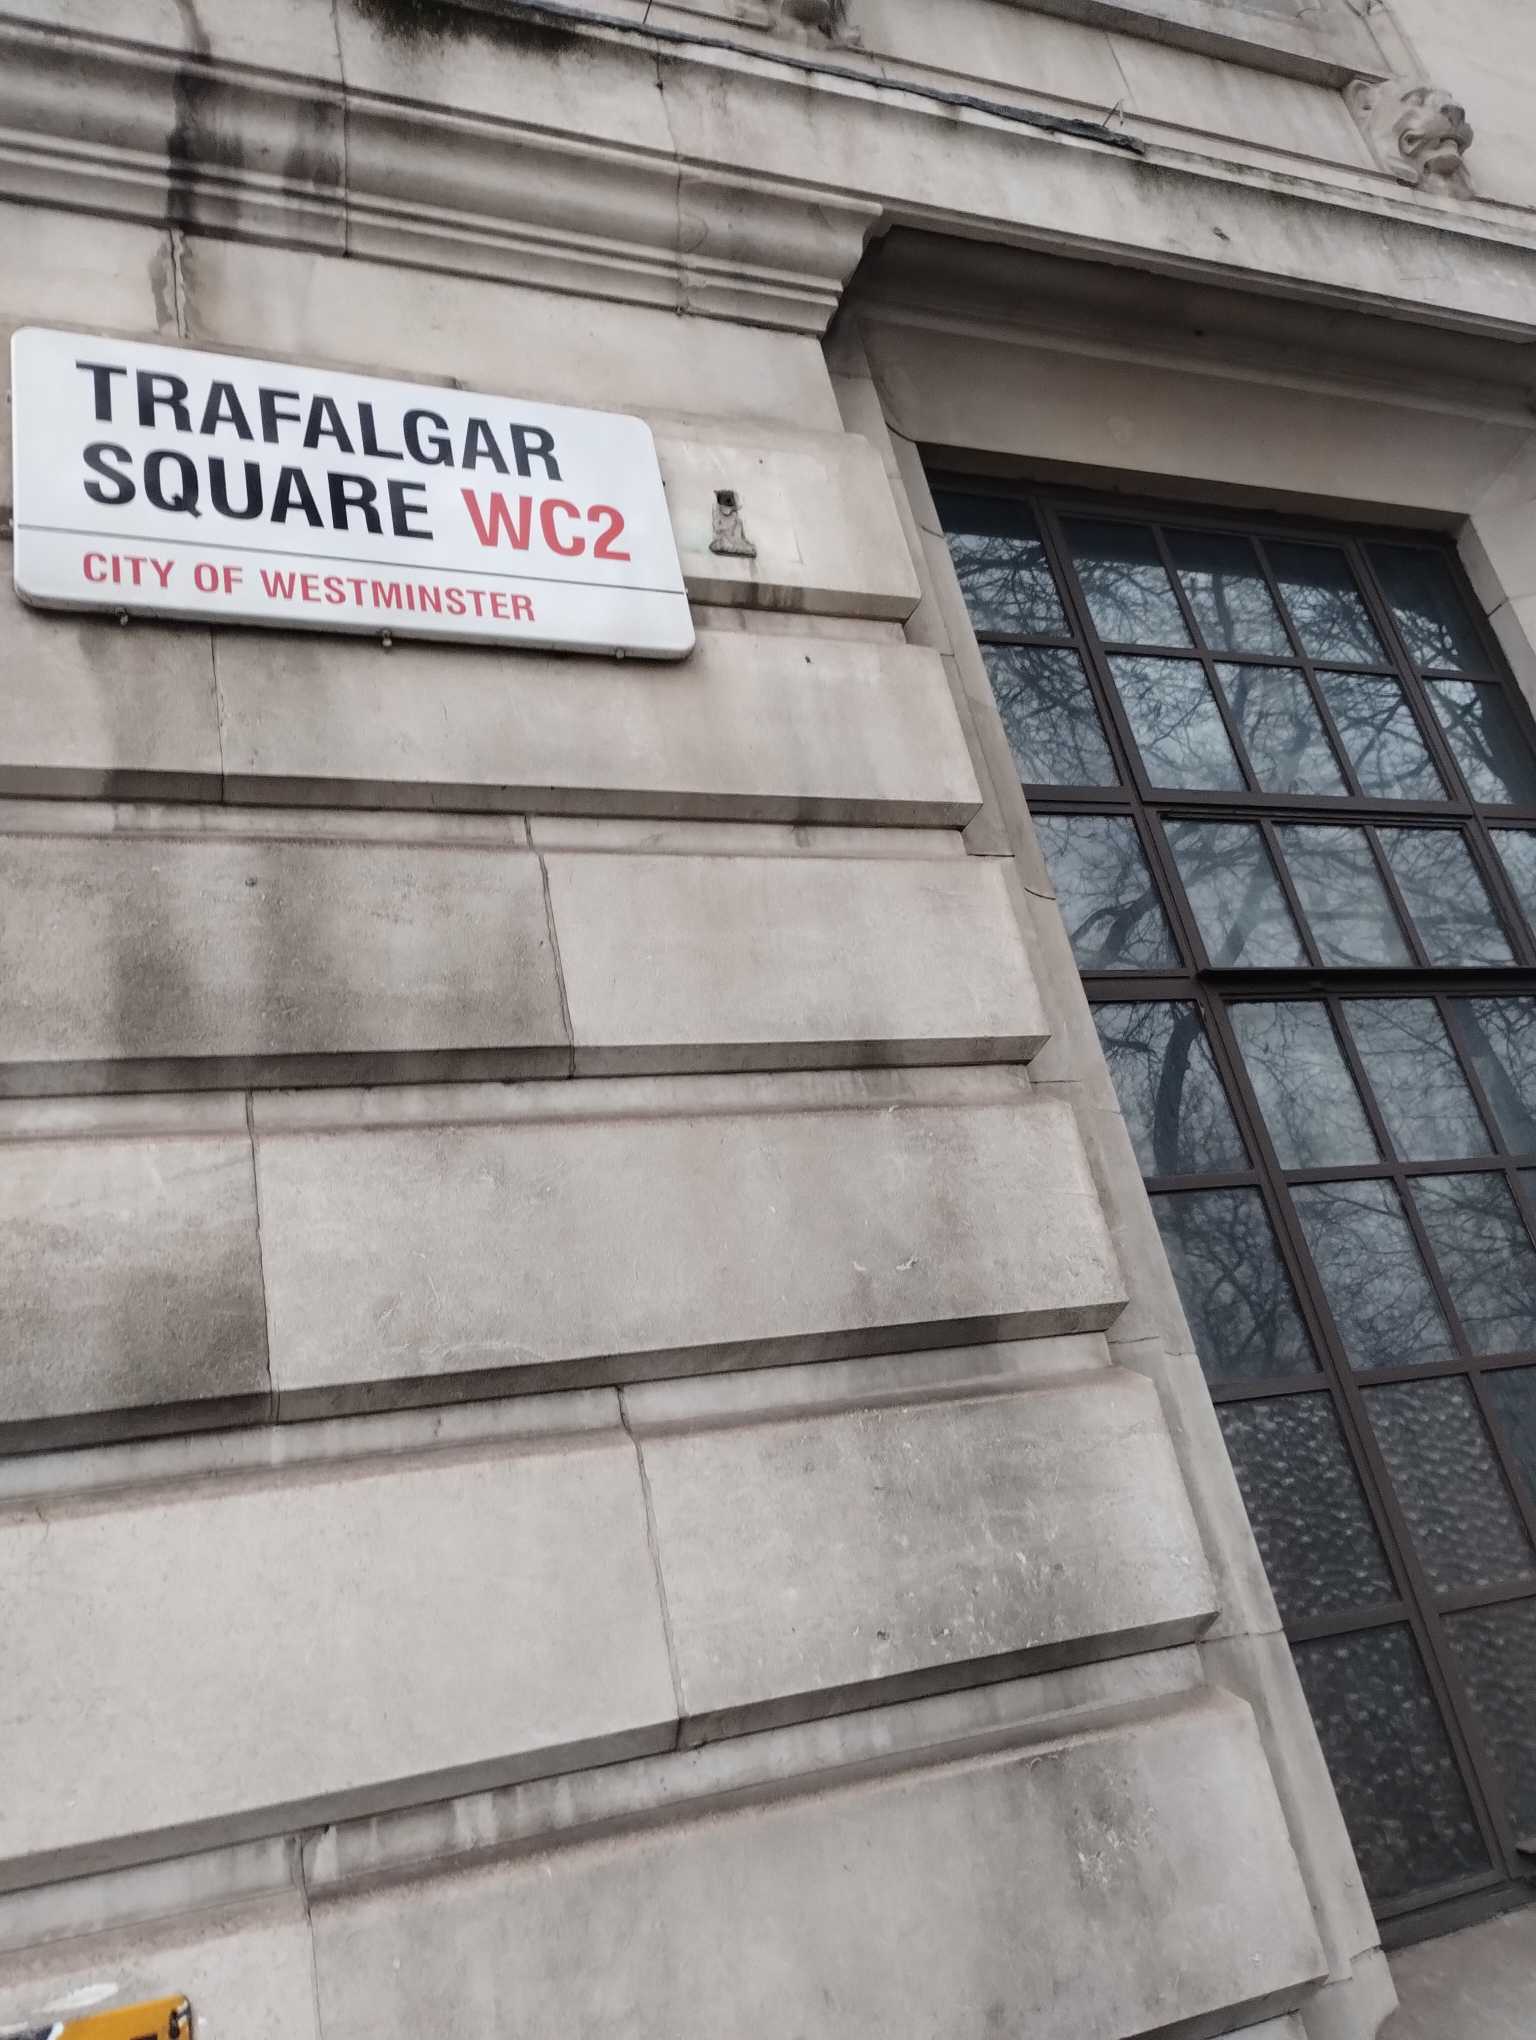 TRAFALGAR
SQUARE WC2
CITY OF WESTMINSTER